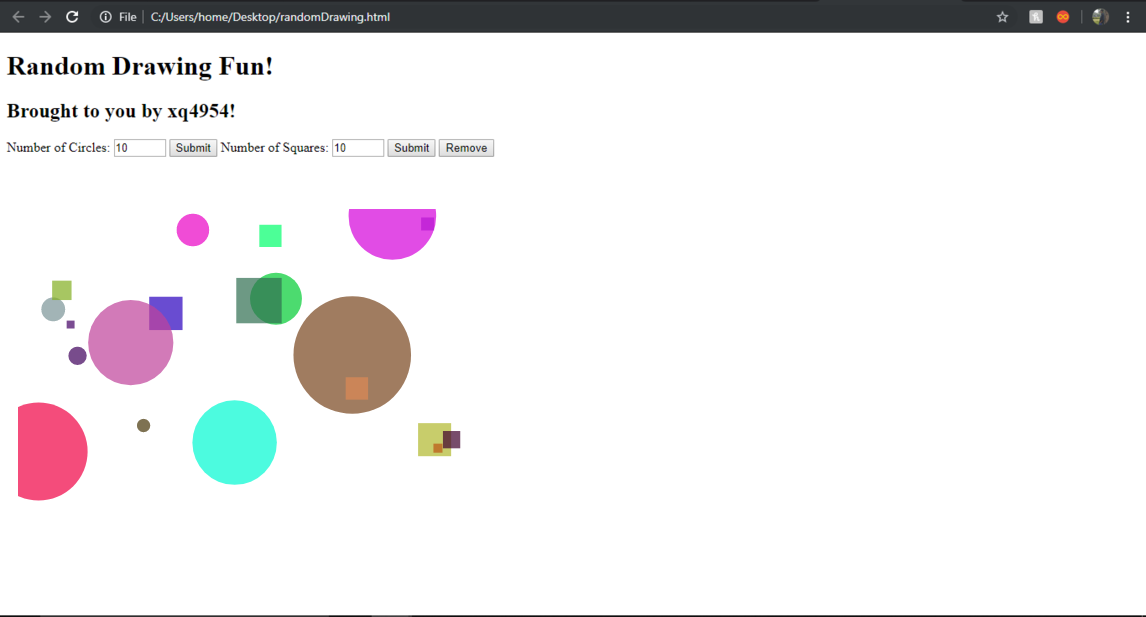 File C:/Users/home/Desktop/randomDrawing.html
Random Drawing Fun!
Brought to you by xq4954!
Number of Circles: 10 Submit Number of Squares: 10 Submit Remove